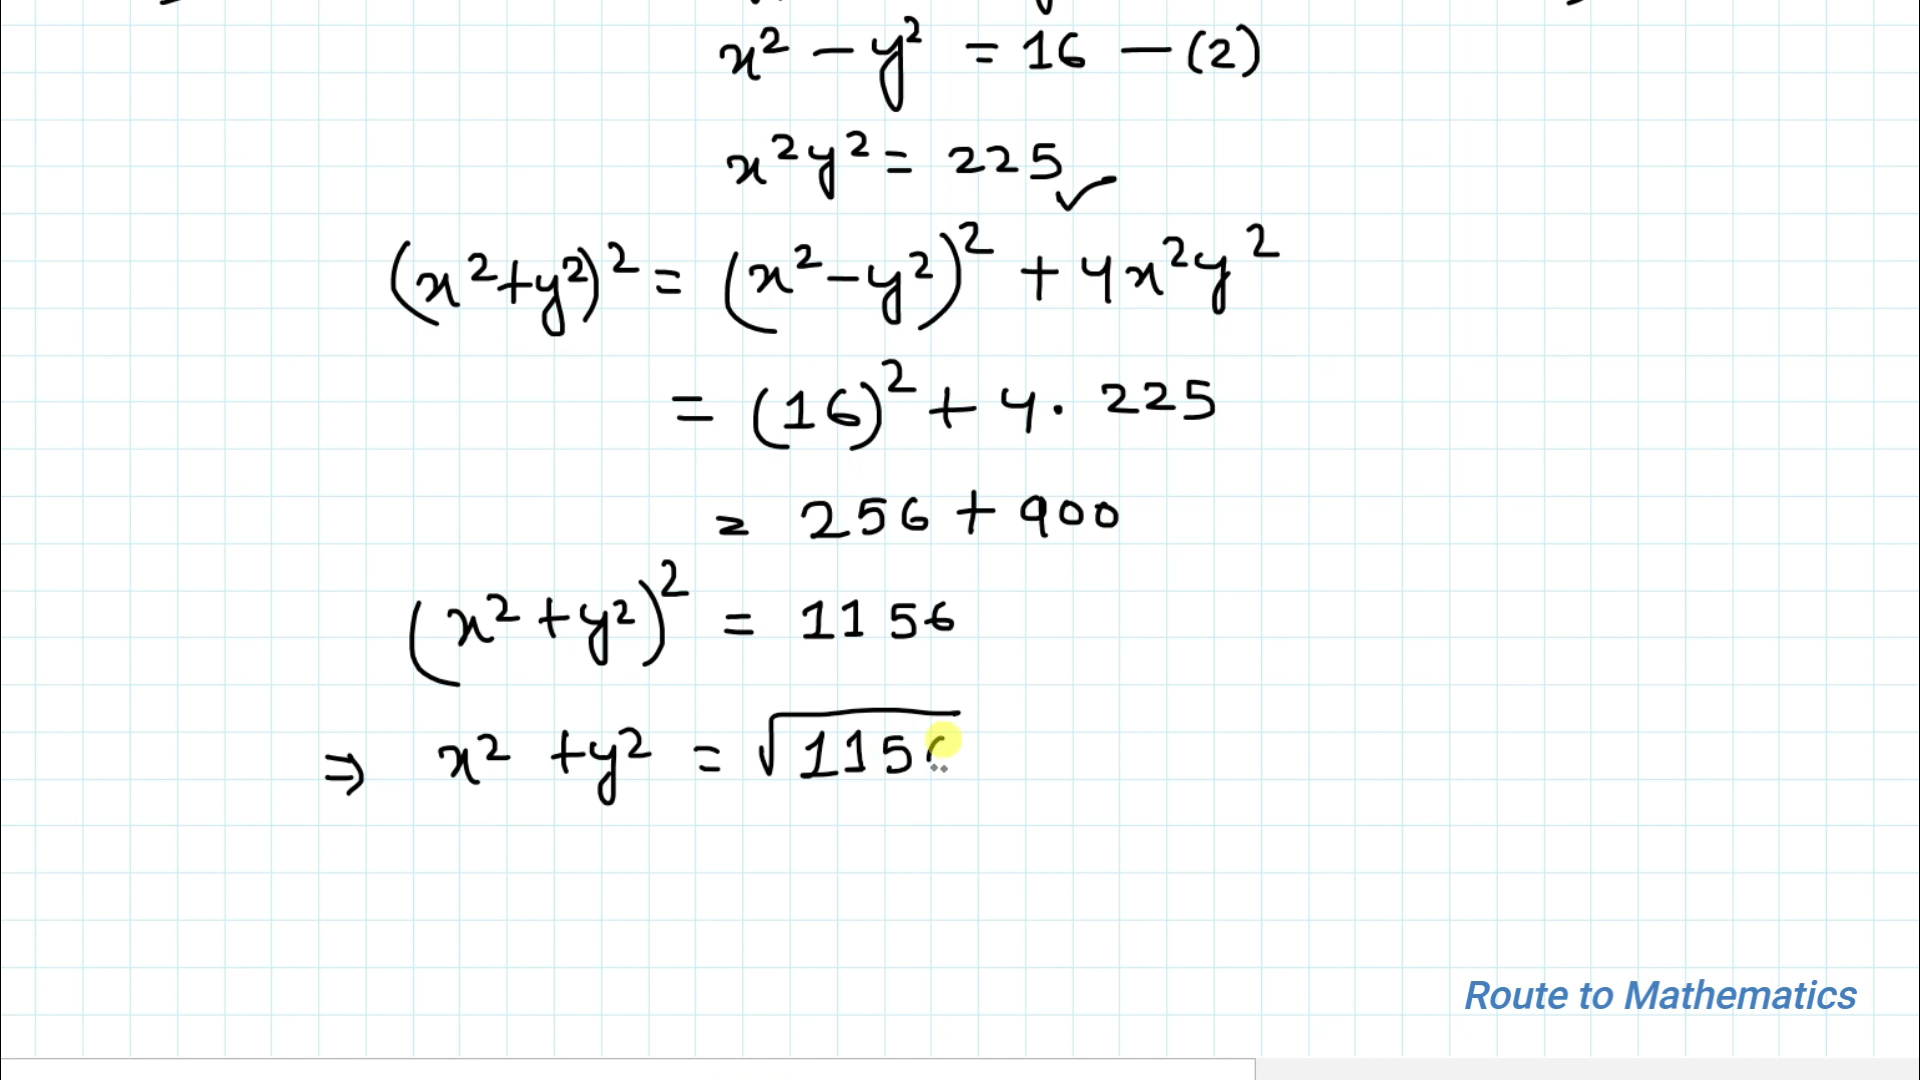 x² - y² = 16 — (2)
x²y² = 225 ✓
(x²+y²)² = (x²-y²)² + 4x²y²
= (16)² + 4 . 225
= 256 + 900
(x² + y²)² = 1156
⇒ x² + y² = √115
Route to Mathematics